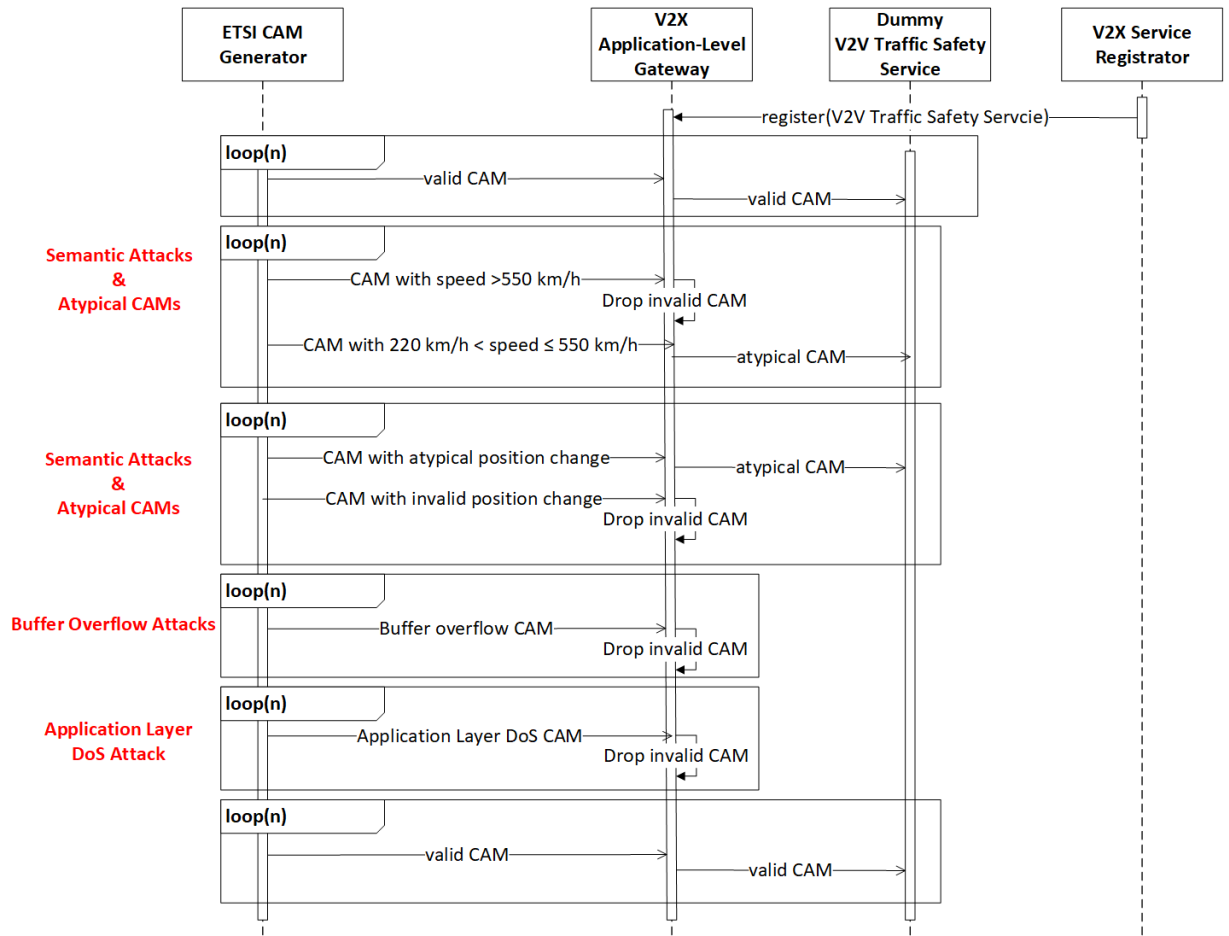 ETSI CAM
Generator
V2X
Application-Level
Gateway
Dummy
V2V Traffic Safety
Service
V2X Service
Registrator
register(V2V Traffic Safety Servcie)
loop(n)
valid CAM
valid CAM
Semantic Attacks
&
Atypical CAMs
loop(n)
CAM with speed >550 km/h
Drop invalid CAM
CAM with 220 km/h < speed ≤ 550 km/h
atypical CAM
Semantic Attacks
&
Atypical CAMs
loop(n)
CAM with atypical position change
atypical CAM
CAM with invalid position change
Drop invalid CAM
Buffer Overflow Attacks
loop(n)
Buffer overflow CAM
Drop invalid CAM
Application Layer
DoS Attack
loop(n)
Application Layer DoS CAM
Drop invalid CAM
loop(n)
valid CAM
valid CAM